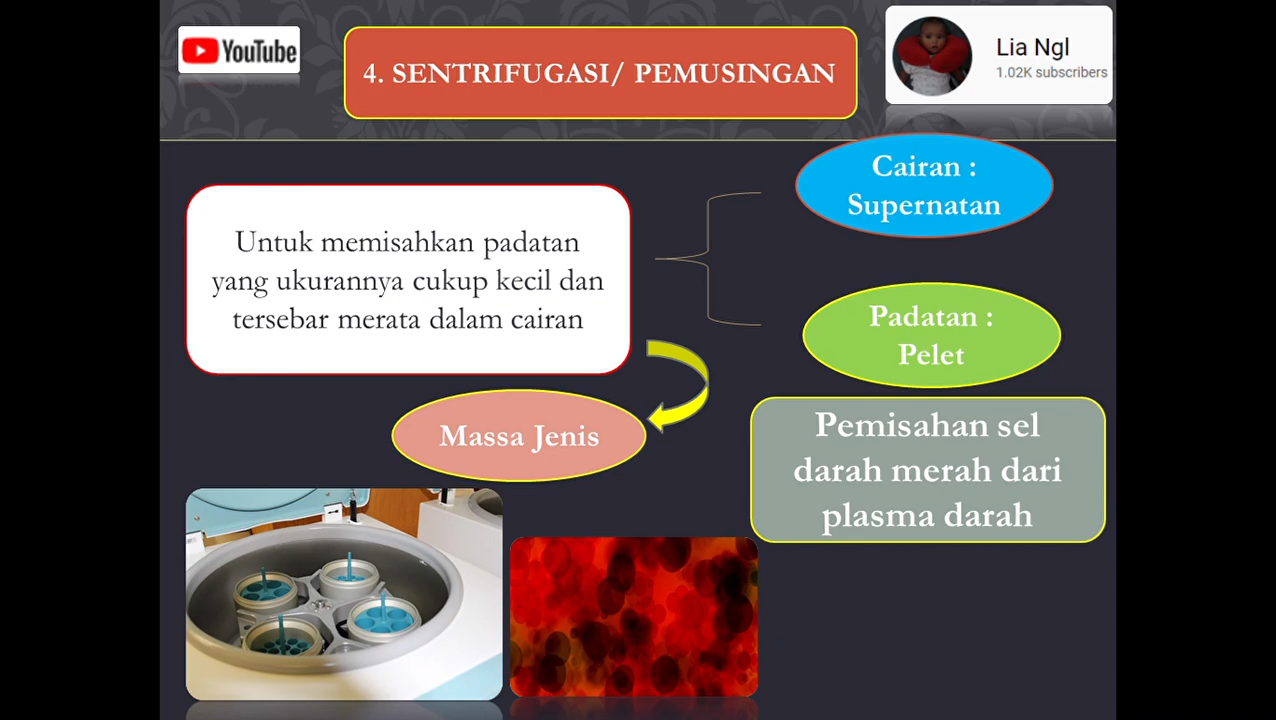 YouTube
4. SENTRIFUGASI/ PEMUSINGAN
Lia Ngl
1.02K subscribers
Untuk memisahkan padatan
yang ukurannya cukup kecil dan
tersebar merata dalam cairan
Cairan :
Supernatan
Padatan :
Pelet
Massa Jenis
Pemisahan sel
darah merah dari
plasma darah